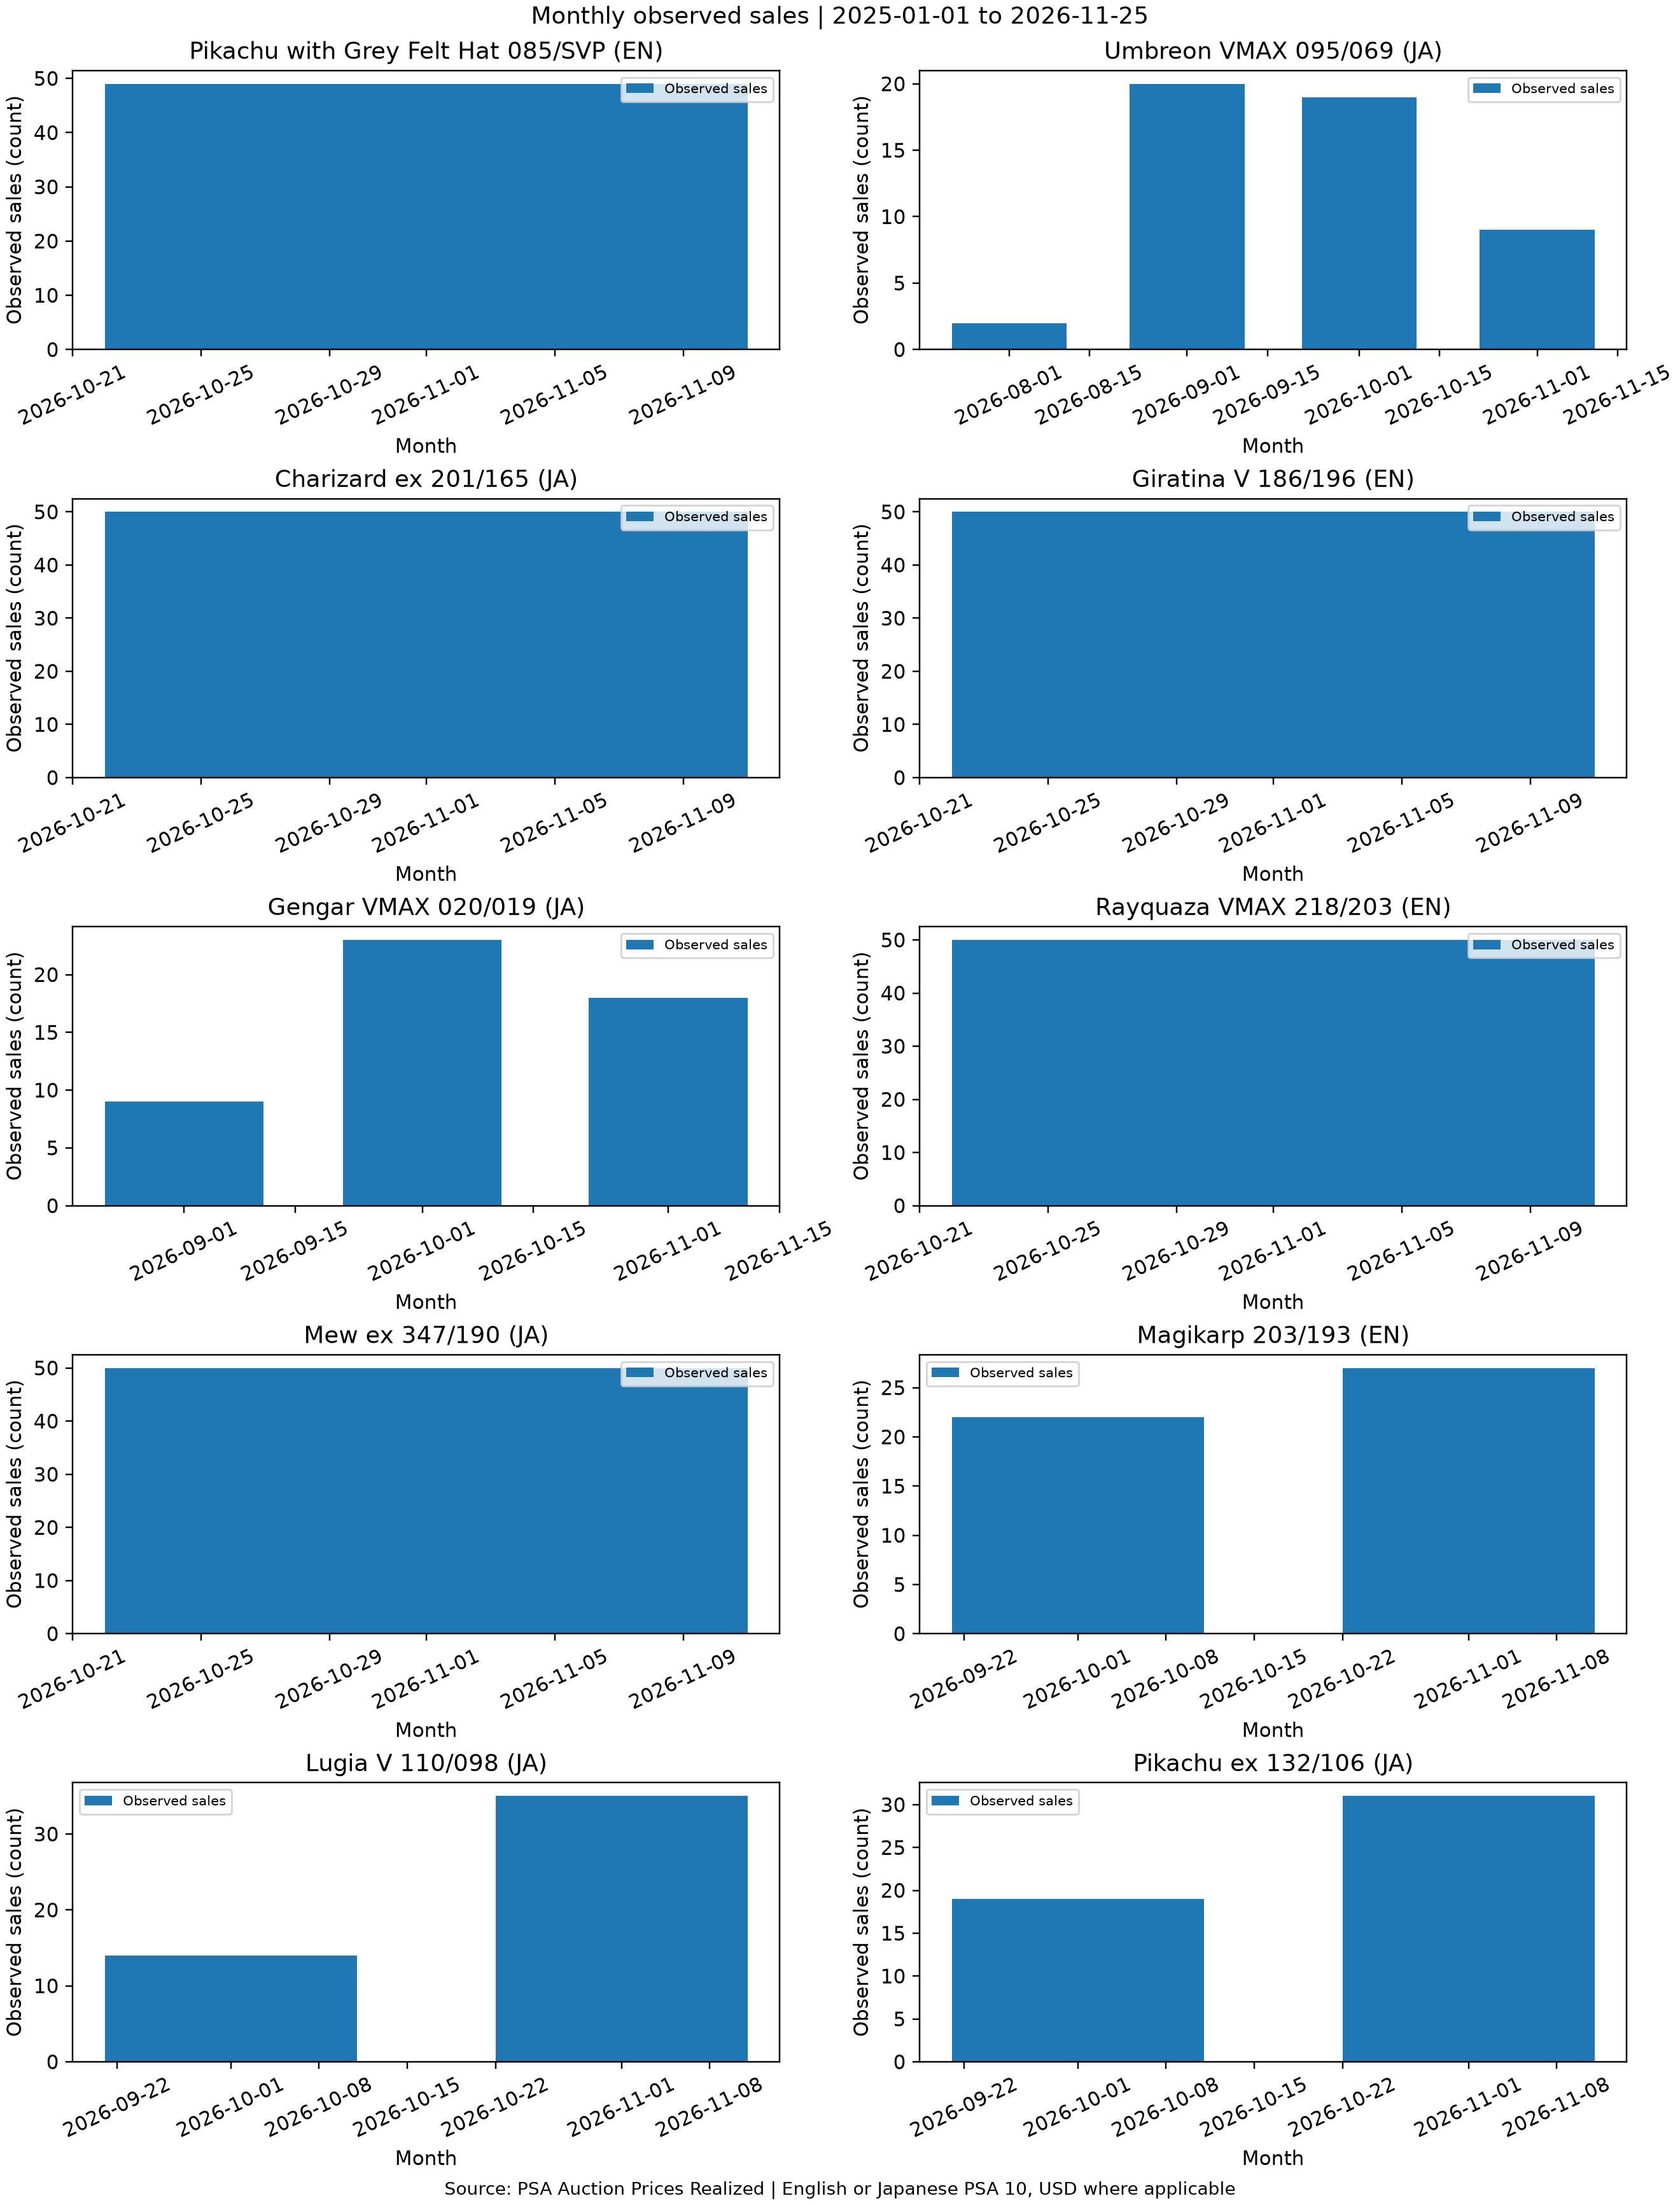 Monthly observed sales | 2025-01-01 to 2026-11-25
Pikachu with Grey Felt Hat 085/SVP (EN)
Observed sales (count)
50
40
30
20
10
0
Observed sales
2026-10-21 2026-10-25 2026-10-29 2026-11-01 2026-11-05 2026-11-09
Month
Umbreon VMAX 095/069 (JA)
Observed sales (count)
20
15
10
5
0
Observed sales
2026-08-01 2026-08-15 2026-09-01 2026-09-15 2026-10-01 2026-10-15 2026-11-01 2026-11-15
Month
Charizard ex 201/165 (JA)
Observed sales (count)
50
40
30
20
10
0
Observed sales
2026-10-21 2026-10-25 2026-10-29 2026-11-01 2026-11-05 2026-11-09
Month
Giratina V 186/196 (EN)
Observed sales (count)
50
40
30
20
10
0
Observed sales
2026-10-21 2026-10-25 2026-10-29 2026-11-01 2026-11-05 2026-11-09
Month
Gengar VMAX 020/019 (JA)
Observed sales (count)
20
15
10
5
0
Observed sales
2026-09-01 2026-09-15 2026-10-01 2026-10-15 2026-11-01 2026-11-15
Month
Rayquaza VMAX 218/203 (EN)
Observed sales (count)
50
40
30
20
10
0
Observed sales
2026-10-21 2026-10-25 2026-10-29 2026-11-01 2026-11-05 2026-11-09
Month
Mew ex 347/190 (JA)
Observed sales (count)
50
40
30
20
10
0
Observed sales
2026-10-21 2026-10-25 2026-10-29 2026-11-01 2026-11-05 2026-11-09
Month
Magikarp 203/193 (EN)
Observed sales (count)
25
20
15
10
5
0
Observed sales
2026-09-22 2026-10-01 2026-10-08 2026-10-15 2026-10-22 2026-11-01 2026-11-08
Month
Lugia V 110/098 (JA)
Observed sales (count)
30
20
10
0
Observed sales
2026-09-22 2026-10-01 2026-10-08 2026-10-15 2026-10-22 2026-11-01 2026-11-08
Month
Pikachu ex 132/106 (JA)
Observed sales (count)
30
25
20
15
10
5
0
Observed sales
2026-09-22 2026-10-01 2026-10-08 2026-10-15 2026-10-22 2026-11-01 2026-11-08
Month
Source: PSA Auction Prices Realized | English or Japanese PSA 10, USD where applicable